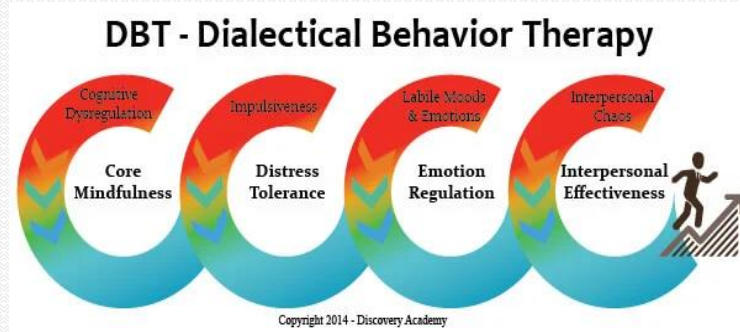 DBT - Dialectical Behavior Therapy
Cognitive
Dysregulation
Core
Mindfulness
Impulsiveness
Distress
Tolerance
Labile Moods
& Emotions
Emotion
Regulation
Interpersonal
Chaos
Interpersonal
Effectiveness
Copyright 2014 - Discovery Academy